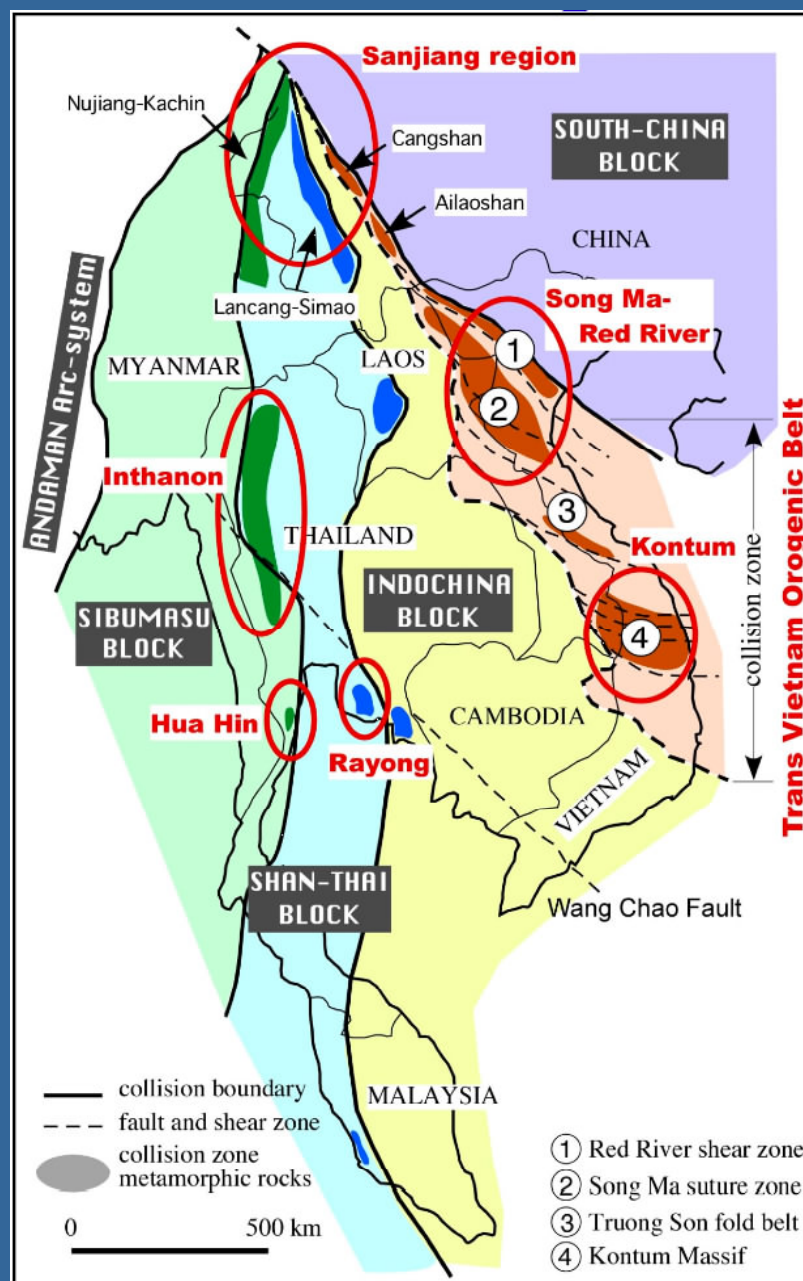 Sanjiang region
Nujiang-Kachin
SOUTH-CHINA
BLOCK
Cangshan
Ailaoshan
CHINA
Lancang-Simao
Song Ma-
Red River
ANDAMAN Arc-system
MYANMAR
LAOS
1
2
Inthanon
THAILAND
3
Kontum
INDOCHINA
BLOCK
SIBUMASU
BLOCK
4
collision zone
Trans Vietnam Orogenic Belt
Hua Hin
Rayong
CAMBODIA
VIETNAM
SHAN-THAI
BLOCK
Wang Chao Fault
MALAYSIA
collision boundary
fault and shear zone
collision zone
metamorphic rocks
0 500 km
1 Red River shear zone
2 Song Ma suture zone
3 Truong Son fold belt
4 Kontum Massif